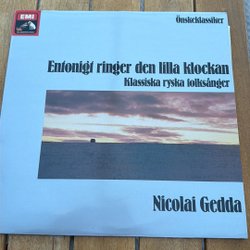 EMI
Önskeklassiker
Entonigt ringer den lilla klockan
Klassiska ryska folksånger
Nicolai Gedda